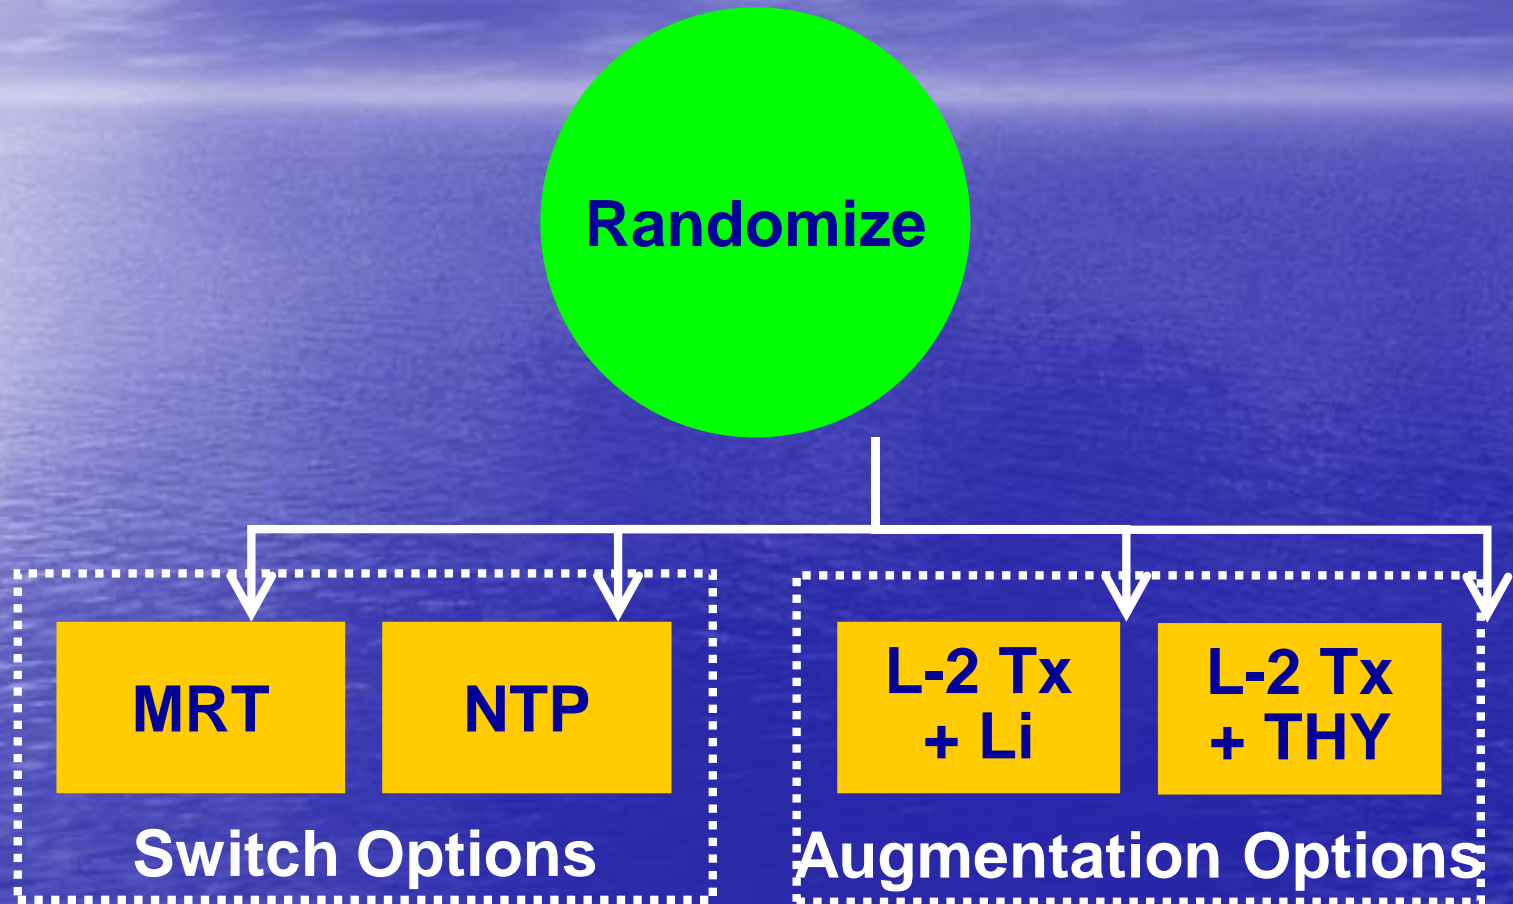 Randomize
MRT
NTP
L-2 Tx
+ Li
L-2 Tx
+ THY
Switch Options
Augmentation Options